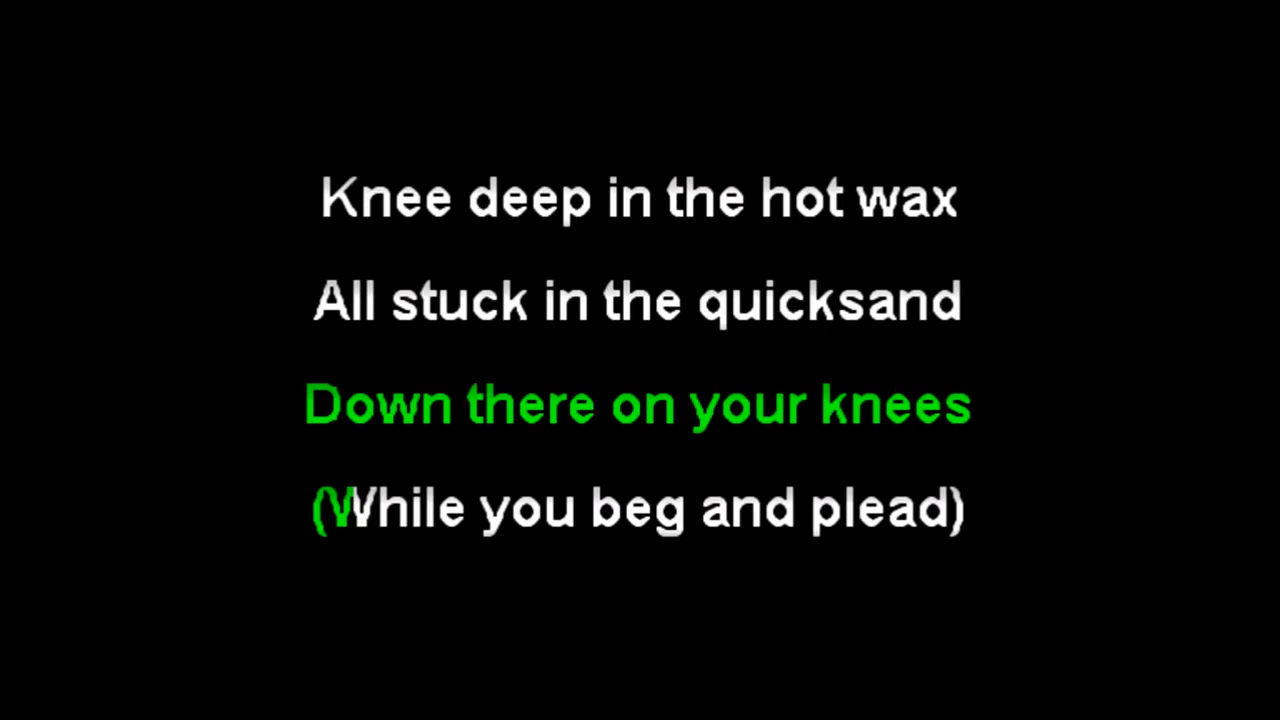 Knee deep in the hot wax
All stuck in the quicksand
Down there on your knees
(While you beg and plead)